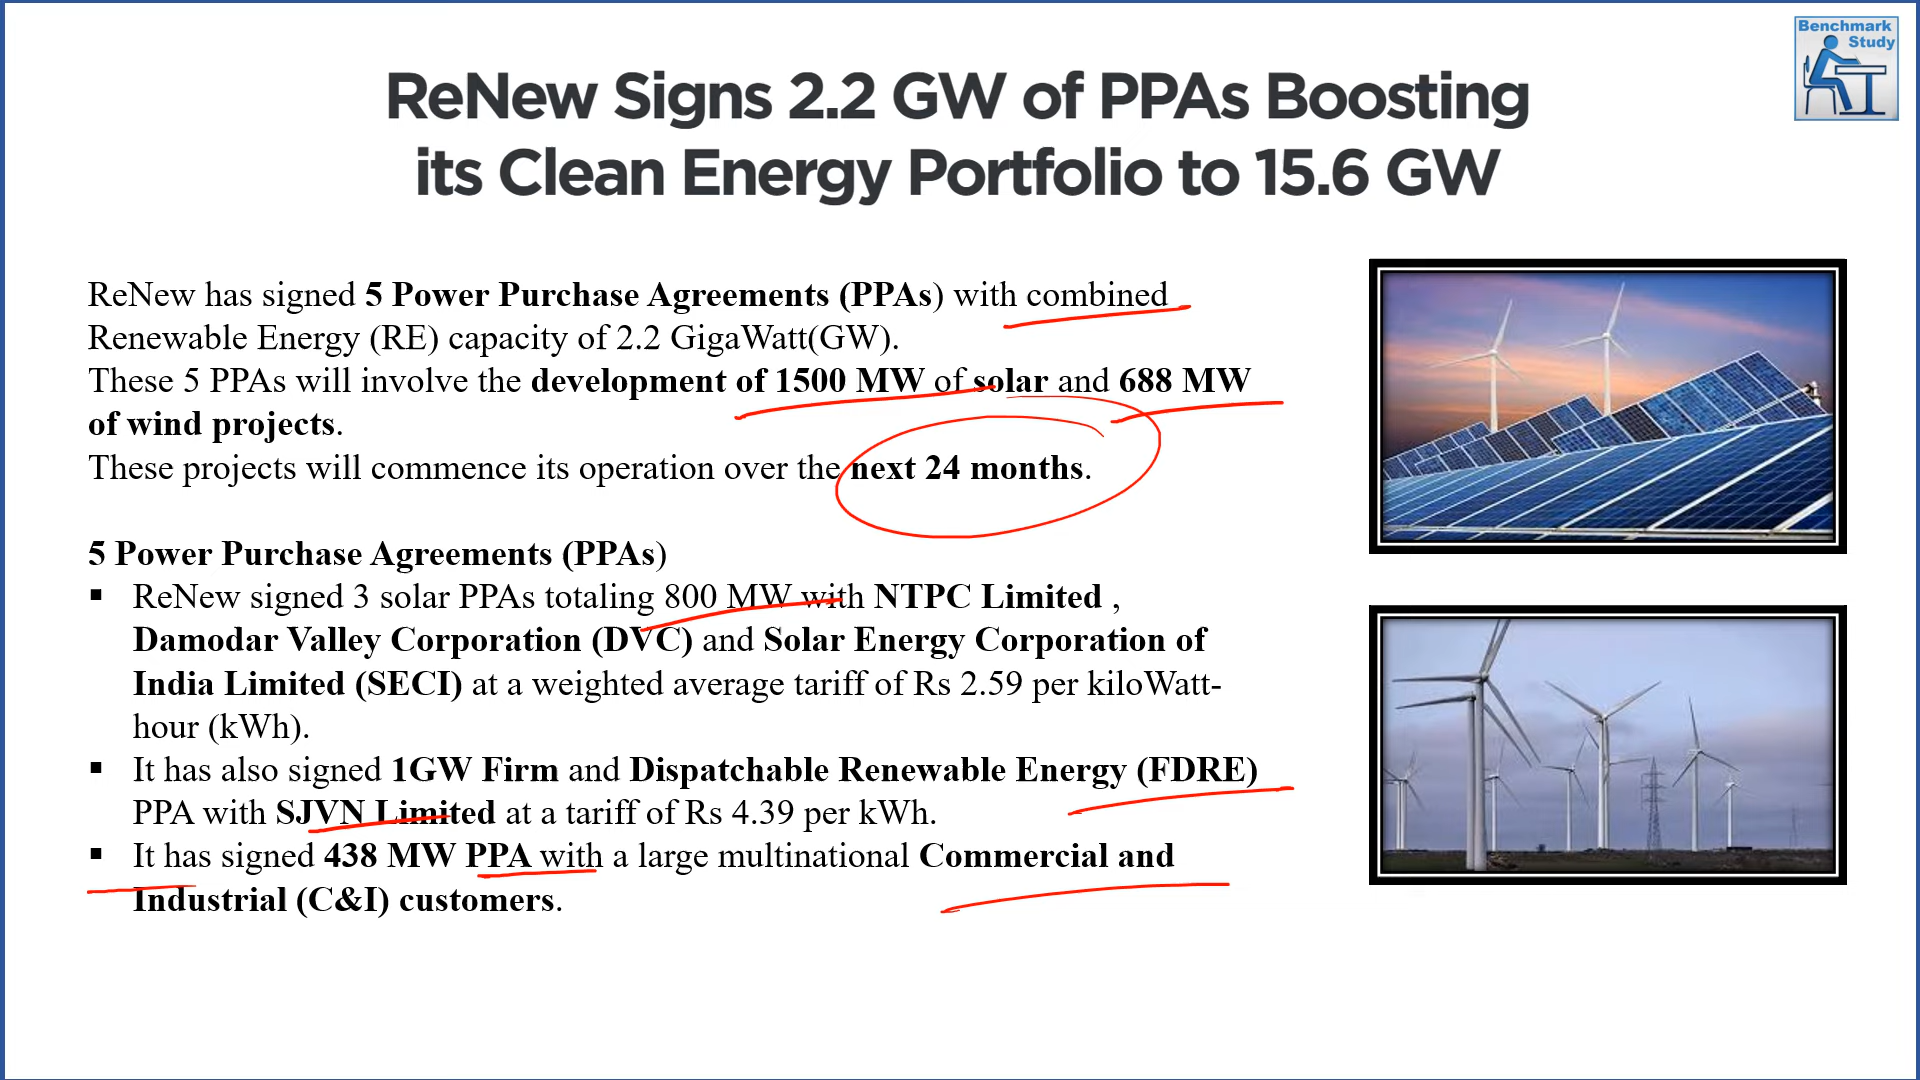 Benchmark
Study
ReNew Signs 2.2 GW of PPAs Boosting
its Clean Energy Portfolio to 15.6 GW
ReNew has signed 5 Power Purchase Agreements (PPAs) with combined
Renewable Energy (RE) capacity of 2.2 GigaWatt(GW).
These 5 PPAs will involve the development of 1500 MW of solar and 688 MW
of wind projects.
These projects will commence its operation over the next 24 months.
5 Power Purchase Agreements (PPAs)
▪ ReNew signed 3 solar PPAs totaling 800 MW with NTPC Limited ,
Damodar Valley Corporation (DVC) and Solar Energy Corporation of
India Limited (SECI) at a weighted average tariff of Rs 2.59 per kiloWatt-
hour (kWh).
▪ It has also signed 1GW Firm and Dispatchable Renewable Energy (FDRE)
PPA with SJVN Limited at a tariff of Rs 4.39 per kWh.
▪ It has signed 438 MW PPA with a large multinational Commercial and
Industrial (C&I) customers.